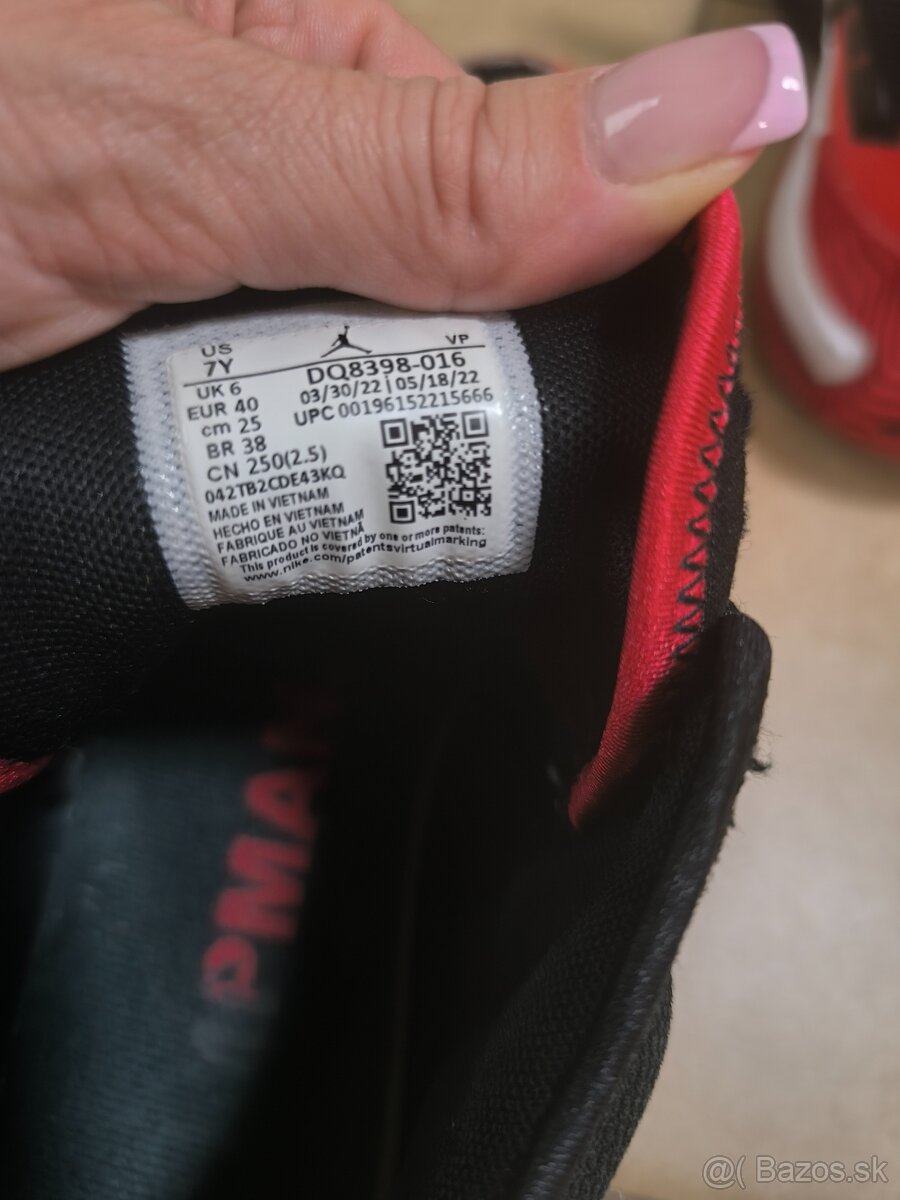 US
7Y
VP
UK 6
EUR 40
cm 25
BR 38
CN 250(2.5)
DQ8398-016
03/30/22 | 05/18/22
UPC 00196152215666
042TB2CDE43KQ
MADE IN VIETNAM
HECHO EN VIETNAM
FABRIQUE AU VIETNAM
FABRICADO NO VIETNÃ
This product is covered by one or more patents:
www.nike.com/patentsvirtualmarking
PMA
@( Bazos.sk